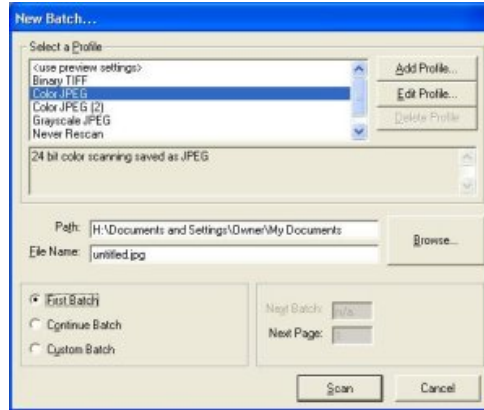 New Batch...
Select a Profile
<use preview settings>
Binary TIFF
Color JPEG
Color JPEG (2)
Grayscale JPEG
Never Rescan
Add Profile...
Edit Profile...
Delete Profile
24 bit color scanning saved as JPEG
Path: H:\Documents and Settings\Owner\My Documents
File Name: untitled.jpg
Browse...
First Batch
Continue Batch
Custom Batch
Next Batch: n/a
Next Page: 1
Scan Cancel